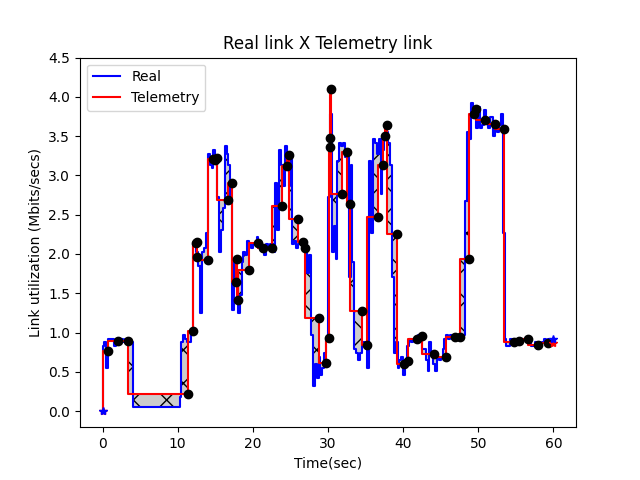 Real link X Telemetry link
Real
Telemetry
Link utilization (Mbits/secs)
4.5
4.0
3.5
3.0
2.5
2.0
1.5
1.0
0.5
0.0
0 10 20 30 40 50 60
Time(sec)